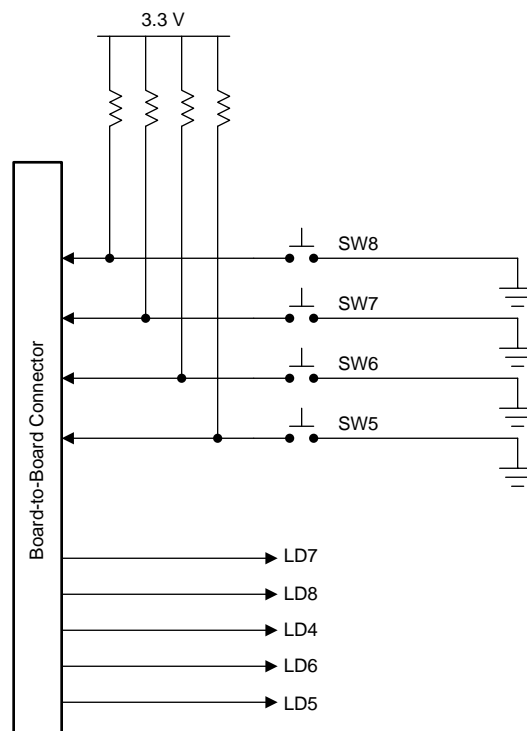 3.3 V
SW8
SW7
SW6
SW5
Board-to-Board Connector
LD7
LD8
LD4
LD6
LD5